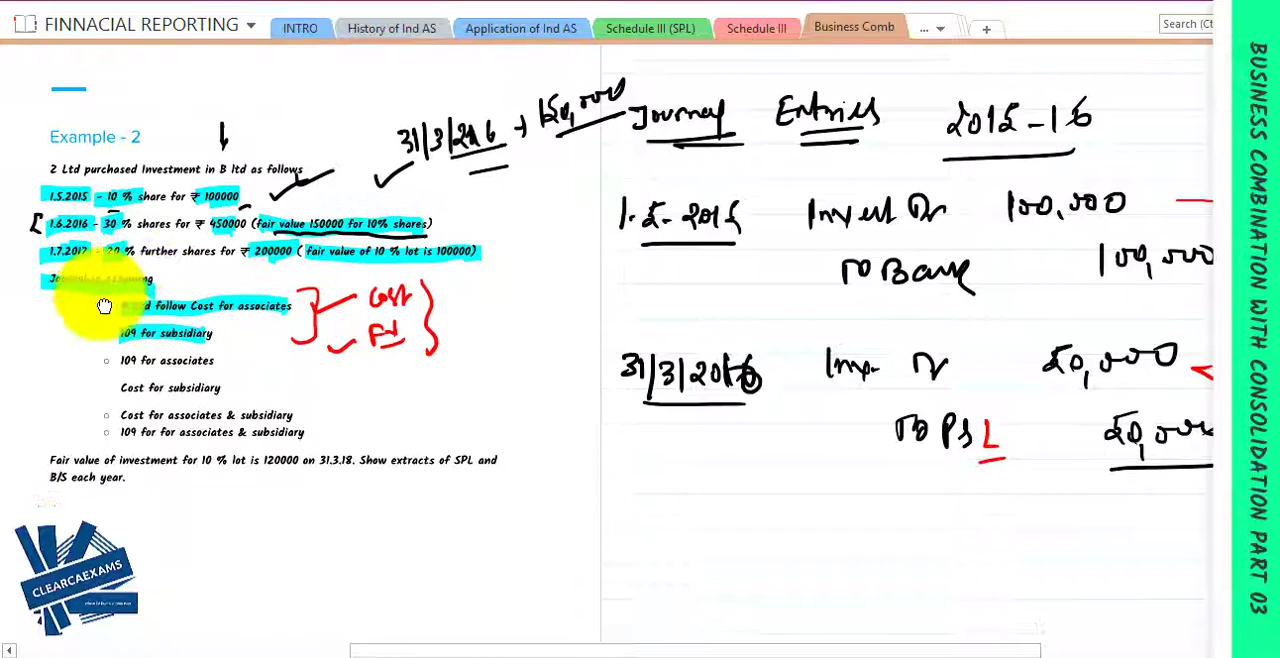 FINNACIAL REPORTING
INTRO
History of Ind AS
Application of Ind AS
Schedule III (SPL)
Schedule III
Business Comb
...
Search (Ct
Example - 2
2 Ltd purchased Investment in B ltd as follows
1.5.2015 - 10 % share for ₹ 100000
1.6.2016 - 30 % shares for ₹ 450000 (fair value 150000 for 10% shares)
1.7.2017 - 20 % further shares for ₹ 200000 ( fair value of 10 % lot is 100000)
follow Cost for associates
109 for subsidiary
109 for associates
Cost for subsidiary
Cost for associates & subsidiary
109 for for associates & subsidiary
Fair value of investment for 10 % lot is 120000 on 31.3.18. Show extracts of SPL and
B/S each year.
Cost
31/3/2016 → 150,000
Journal Entries 2015-16
1-5-2015 Invest Dr 100,000
To Bank 100,000
31/3/2016 Inv. Dr 50,000
To P&L 50,000
CLEARCAEXAMS
BUSINESS COMBINATION WITH CONSOLIDATION PART 03